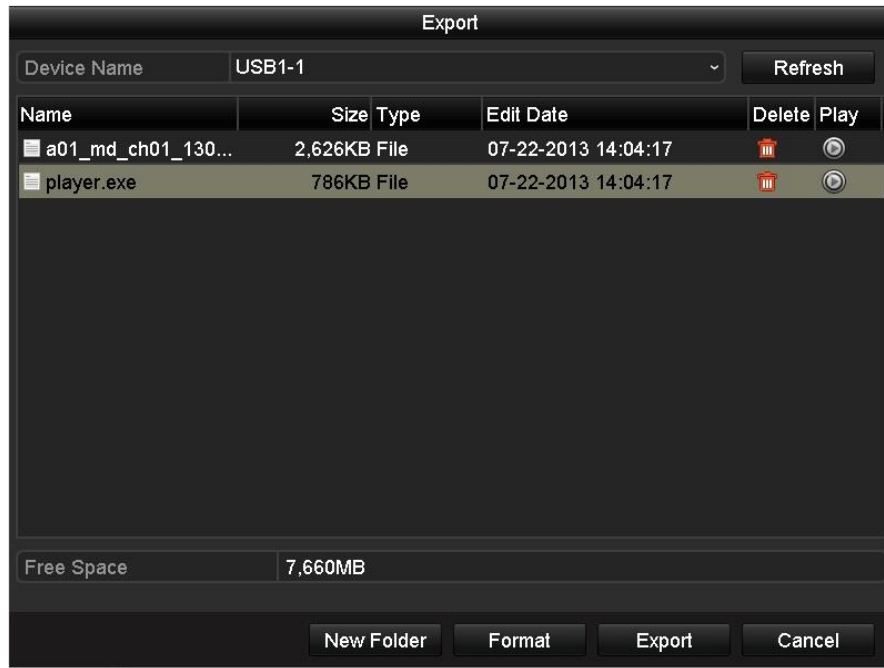 Export
Device Name USB1-1 Refresh
Name Size Type Edit Date Delete Play
a01_md_ch01_130... 2,626KB File 07-22-2013 14:04:17
player.exe 786KB File 07-22-2013 14:04:17
Free Space 7,660MB
New Folder Format Export Cancel